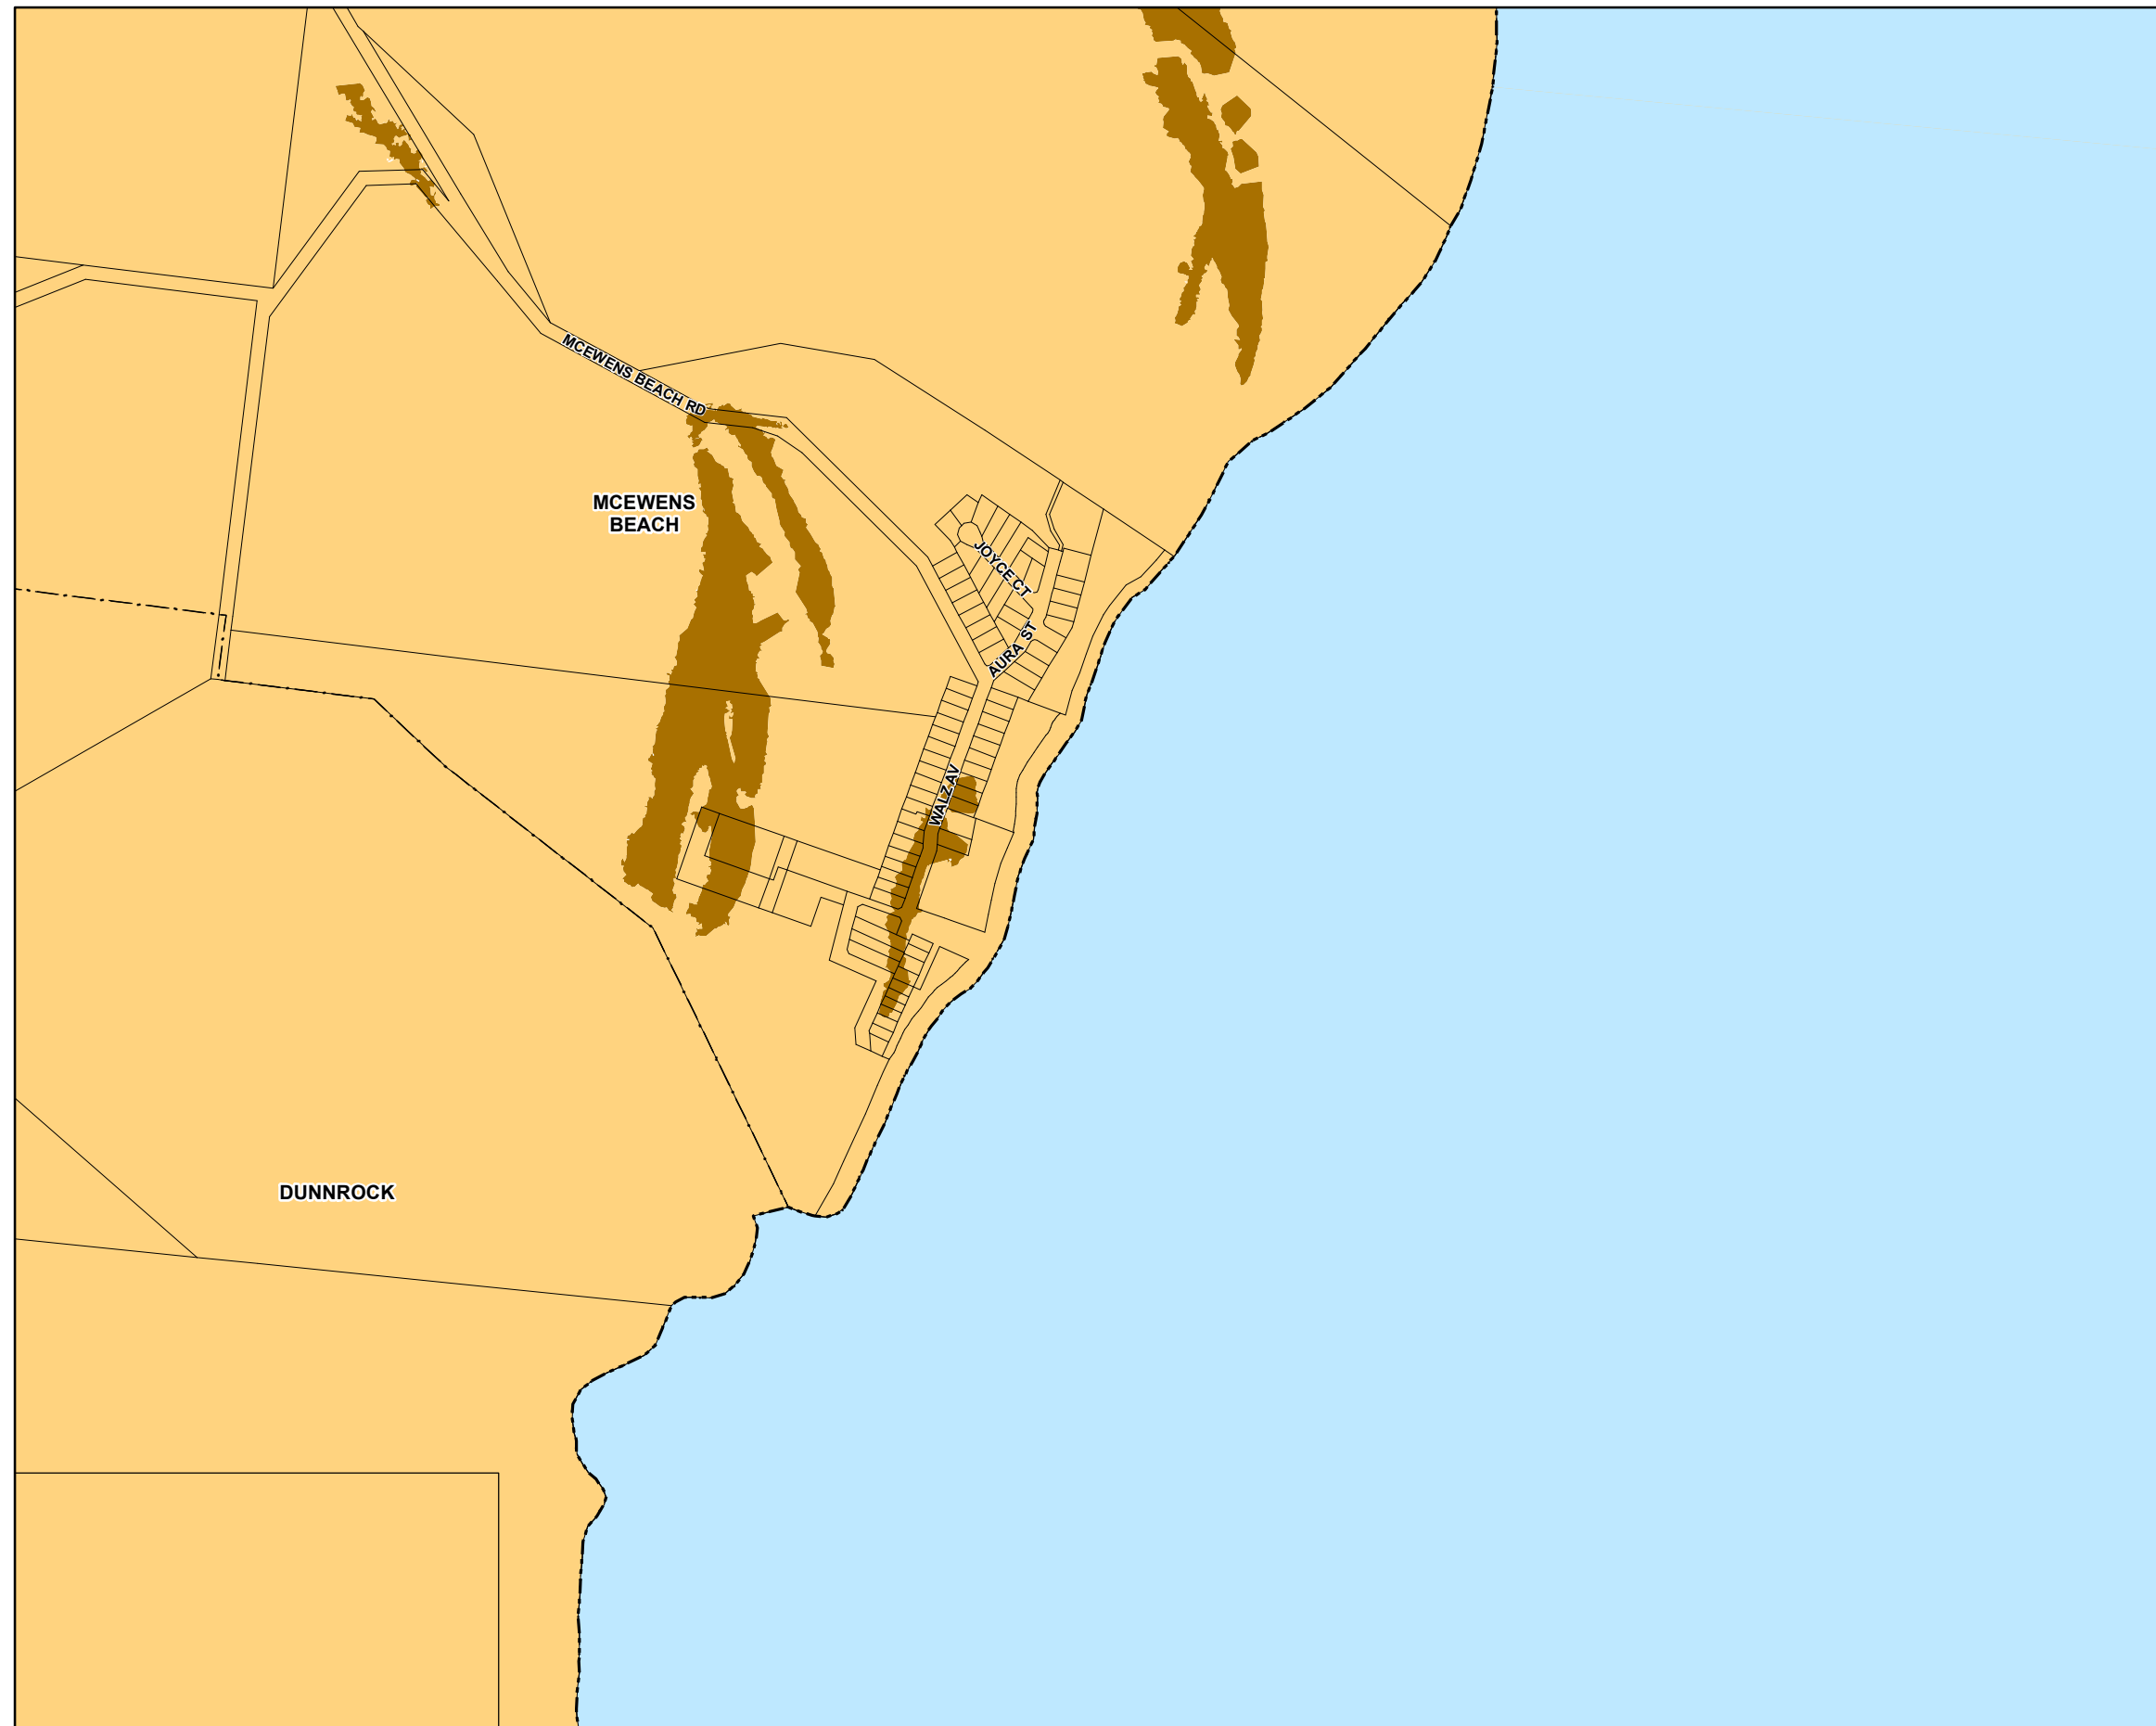 MCEWENS BEACH RD
MCEWENS
BEACH
JOYCE CT
AURA ST
WALZ AV
DUNNROCK